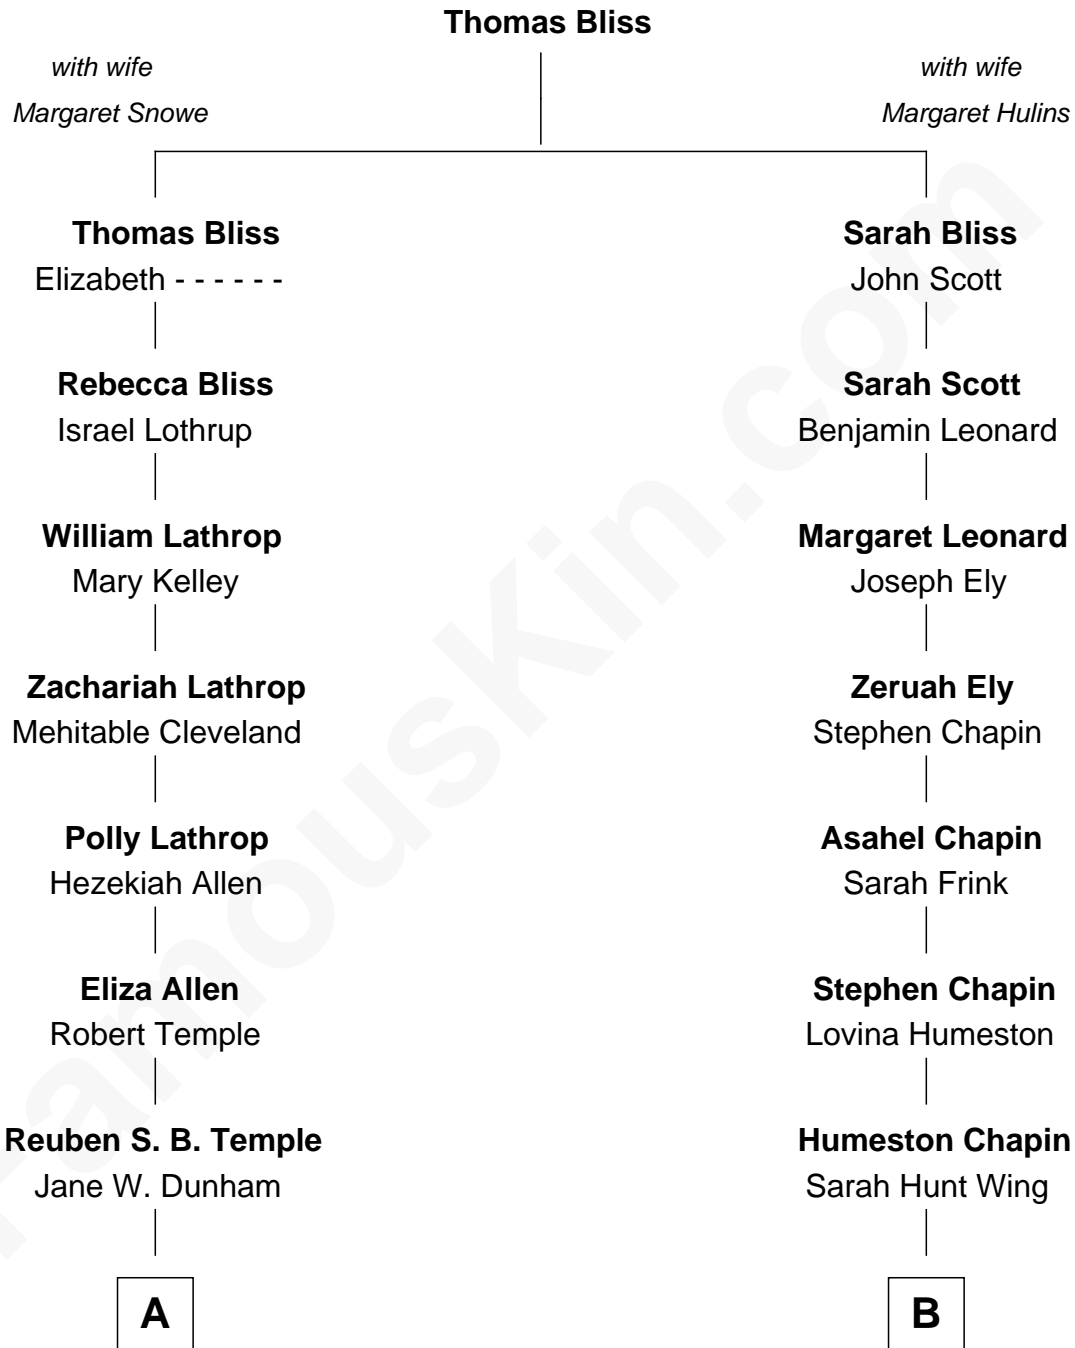 Thomas Bliss
with wife
Margaret Snowe
with wife
Margaret Hulins
Thomas Bliss
Elizabeth - - - - - -
Sarah Bliss
John Scott
Rebecca Bliss
Israel Lothrup
Sarah Scott
Benjamin Leonard
William Lathrop
Mary Kelley
Margaret Leonard
Joseph Ely
Zachariah Lathrop
Mehitable Cleveland
Zeruah Ely
Stephen Chapin
Polly Lathrop
Hezekiah Allen
Asahel Chapin
Sarah Frink
Eliza Allen
Robert Temple
Stephen Chapin
Lovina Humeston
Reuben S. B. Temple
Jane W. Dunham
Humeston Chapin
Sarah Hunt Wing
A
B
FamousKin.com